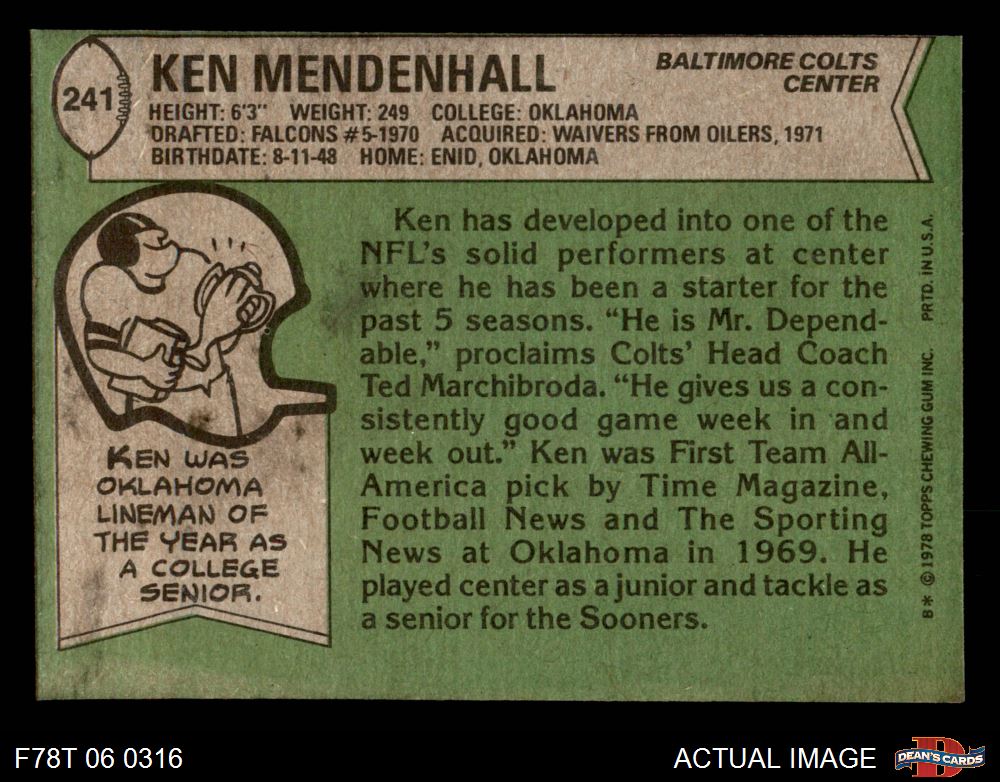 241
KEN MENDENHALL
BALTIMORE COLTS
CENTER
HEIGHT: 6'3" WEIGHT: 249 COLLEGE: OKLAHOMA
DRAFTED: FALCONS #5-1970 ACQUIRED: WAIVERS FROM OILERS, 1971
BIRTHDATE: 8-11-48 HOME: ENID, OKLAHOMA
KEN WAS
OKLAHOMA
LINEMAN OF
THE YEAR AS
A COLLEGE
SENIOR.
Ken has developed into one of the
NFL's solid performers at center
where he has been a starter for the
past 5 seasons. "He is Mr. Depend-
able," proclaims Colts' Head Coach
Ted Marchibroda. "He gives us a con-
sistently good game week in and
week out." Ken was First Team All-
America pick by Time Magazine,
Football News and The Sporting
News at Oklahoma in 1969. He
played center as a junior and tackle as
a senior for the Sooners.
B* © 1978 TOPPS CHEWING GUM INC. PRTD. IN U.S.A.
F78T 06 0316
ACTUAL IMAGE
D
DEAN'S CARDS